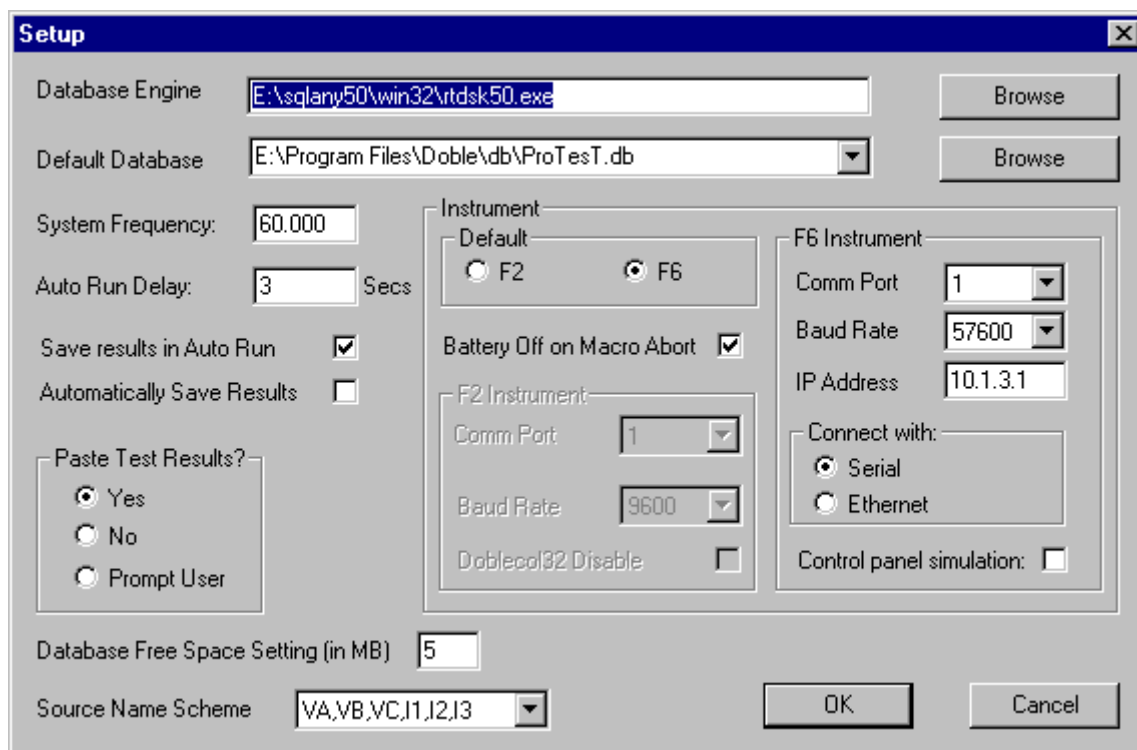 Setup
Database Engine E:\sqlany50\win32\rtdsk50.exe Browse
Default Database E:\Program Files\Doble\db\ProTesT.db Browse
System Frequency: 60.000
Auto Run Delay: 3 Secs
Save results in Auto Run
Automatically Save Results
Paste Test Results?
Yes
No
Prompt User
Instrument
Default
F2 F6
Battery Off on Macro Abort
F2 Instrument
Comm Port 1
Baud Rate 9600
Doblecol32 Disable
F6 Instrument
Comm Port 1
Baud Rate 57600
IP Address 10.1.3.1
Connect with:
Serial
Ethernet
Control panel simulation:
Database Free Space Setting (in MB) 5
Source Name Scheme VA,VB,VC,I1,I2,I3
OK Cancel